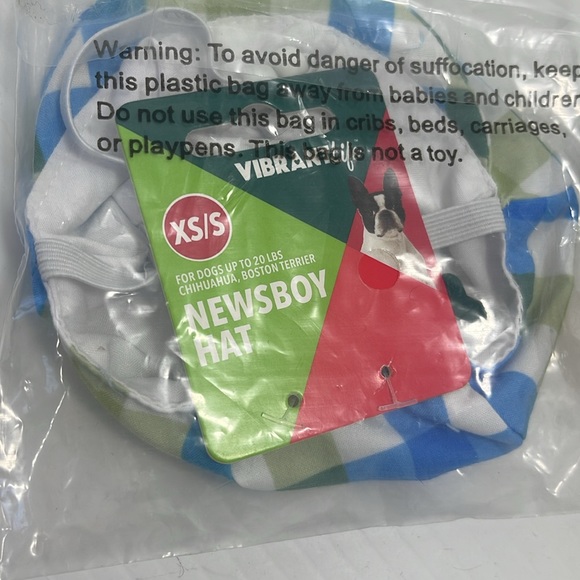 Warning: To avoid danger of suffocation, keep
this plastic bag away from babies and children
Do not use this bag in cribs, beds, carriages,
or playpens. This bag is not a toy.
VIBRANTlife
XS/S
FOR DOGS UP TO 20 LBS
CHIHUAHUA, BOSTON TERRIER
NEWSBOY
HAT